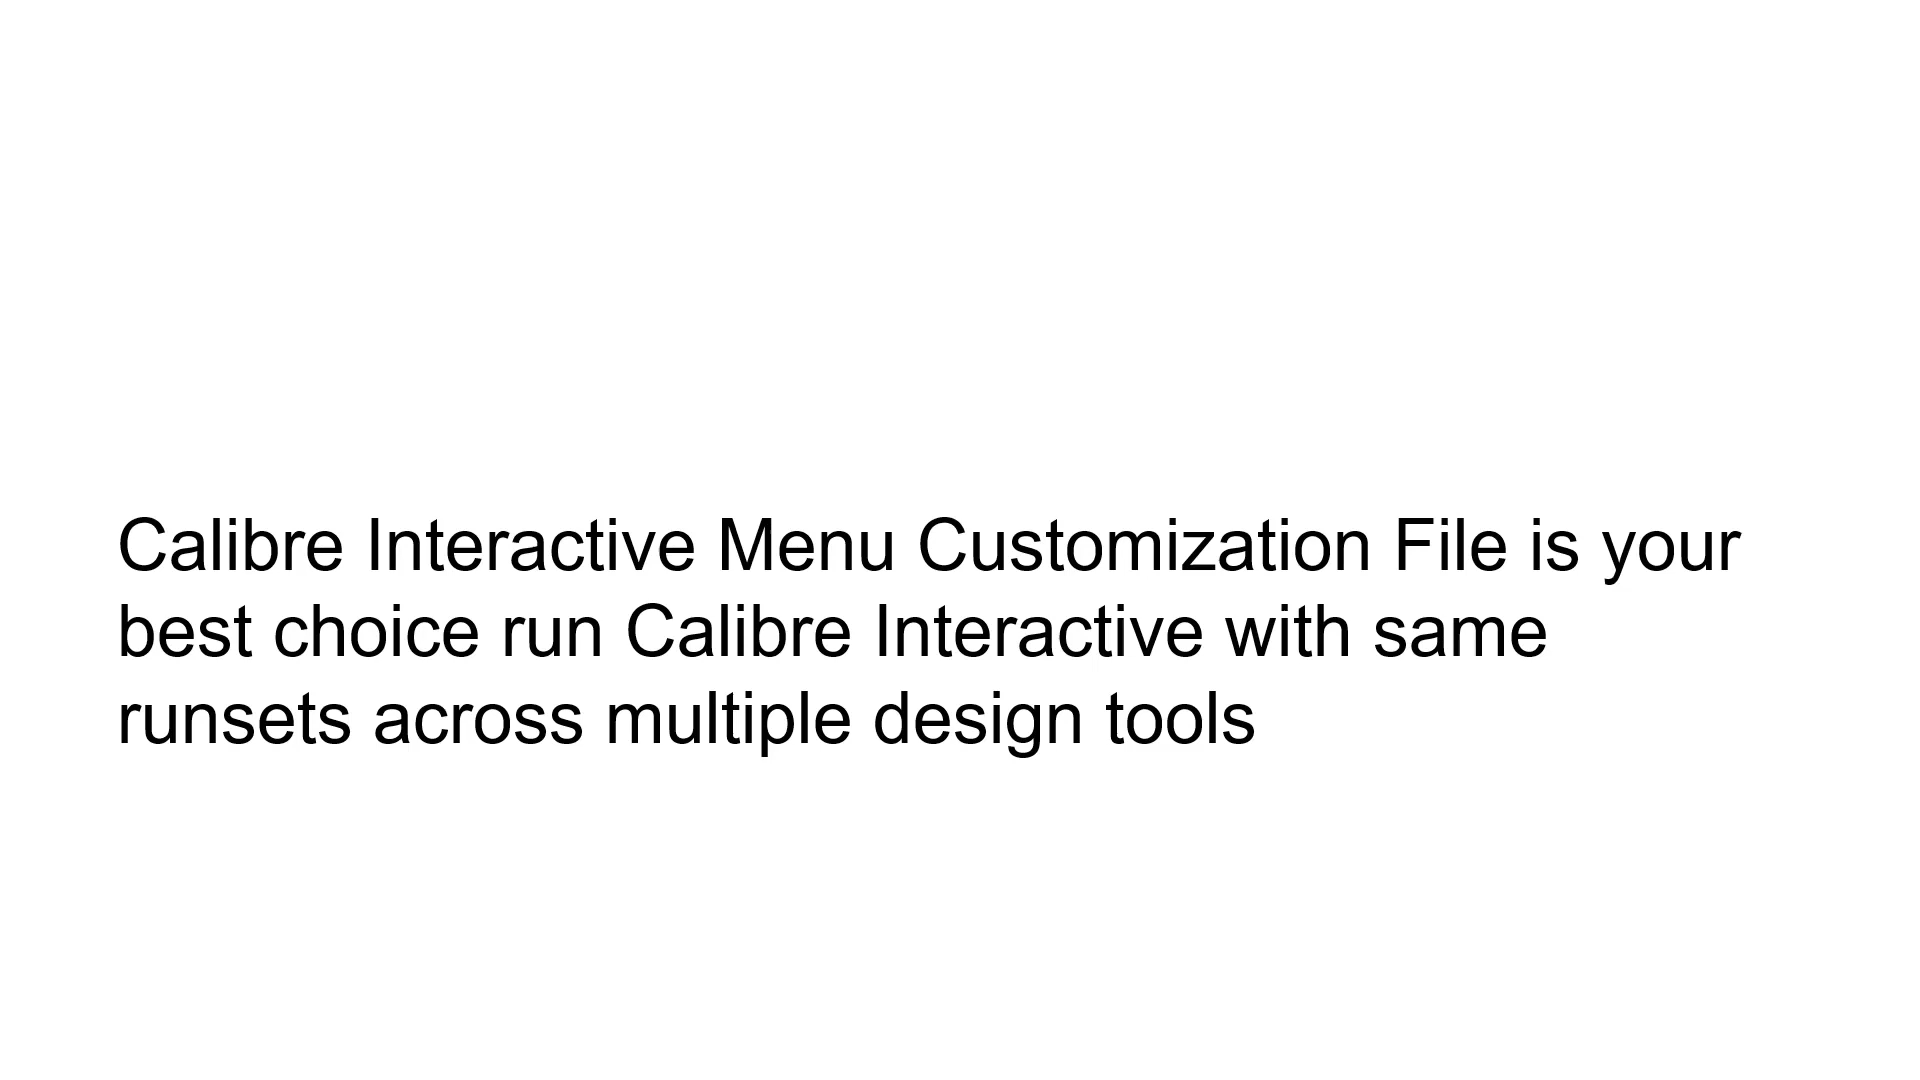 Calibre Interactive Menu Customization File is your
best choice run Calibre Interactive with same
runsets across multiple design tools